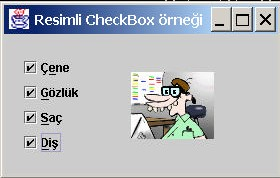 Resimli CheckBox örneği
Çene
Gözlük
Saç
Diş